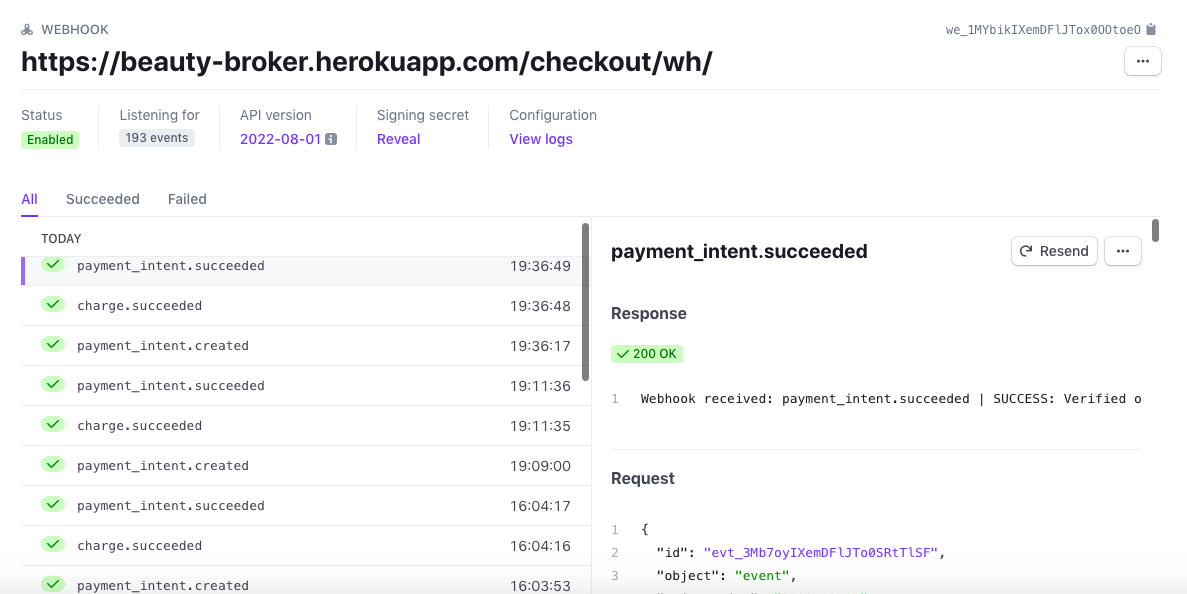 WEBHOOK
we_1MYbikIXemDFlJTox0OOtoeO
https://beauty-broker.herokuapp.com/checkout/wh/
Status
Listening for
API version
Signing secret
Configuration
Enabled
193 events
2022-08-01
Reveal
View logs
All
Succeeded
Failed
TODAY
payment_intent.succeeded 19:36:49
charge.succeeded 19:36:48
payment_intent.created 19:36:17
payment_intent.succeeded 19:11:36
charge.succeeded 19:11:35
payment_intent.created 19:09:00
payment_intent.succeeded 16:04:17
charge.succeeded 16:04:16
payment_intent.created 16:03:53
payment_intent.succeeded
Resend
Response
200 OK
1 Webhook received: payment_intent.succeeded | SUCCESS: Verified o
Request
1 {
2 "id": "evt_3Mb7oyIXemDFlJTo0SRtTlSF",
3 "object": "event",